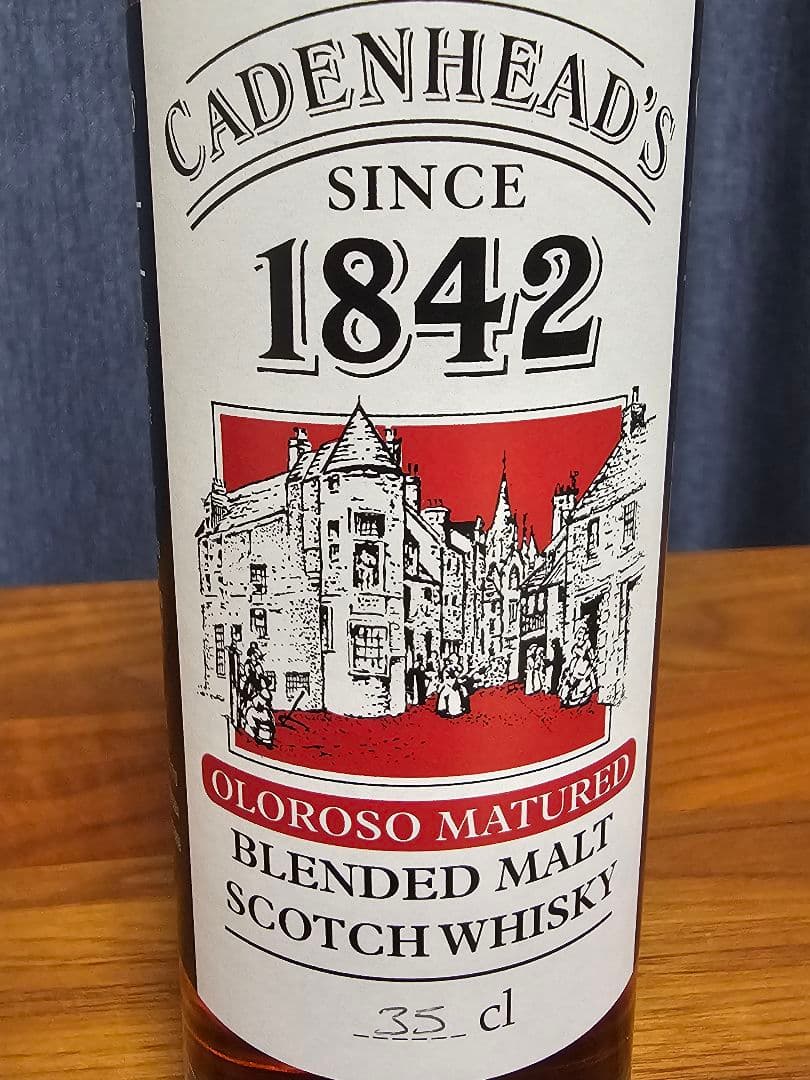 CADENHEAD'S
SINCE
1842
OLOROSO MATURED
BLENDED MALT
SCOTCH WHISKY
35 cl